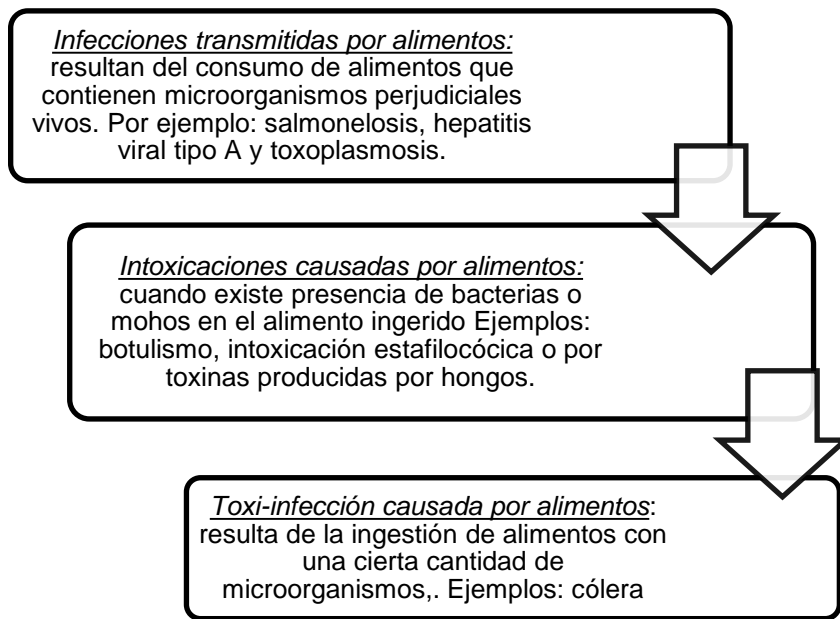 Infecciones transmitidas por alimentos:
resultan del consumo de alimentos que
contienen microorganismos perjudiciales
vivos. Por ejemplo: salmonelosis, hepatitis
viral tipo A y toxoplasmosis.
Intoxicaciones causadas por alimentos:
cuando existe presencia de bacterias o
mohos en el alimento ingerido Ejemplos:
botulismo, intoxicación estafilocócica o por
toxinas producidas por hongos.
Toxi-infección causada por alimentos:
resulta de la ingestión de alimentos con
una cierta cantidad de
microorganismos,. Ejemplos: cólera